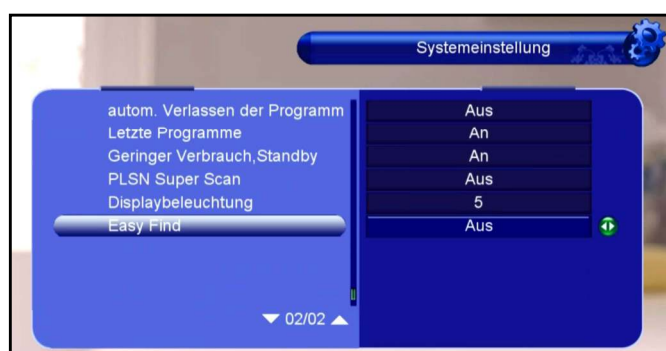 Systemeinstellung
autom. Verlassen der Programm Aus
Letzte Programme An
Geringer Verbrauch,Standby An
PLSN Super Scan Aus
Displaybeleuchtung 5
Easy Find Aus
02/02